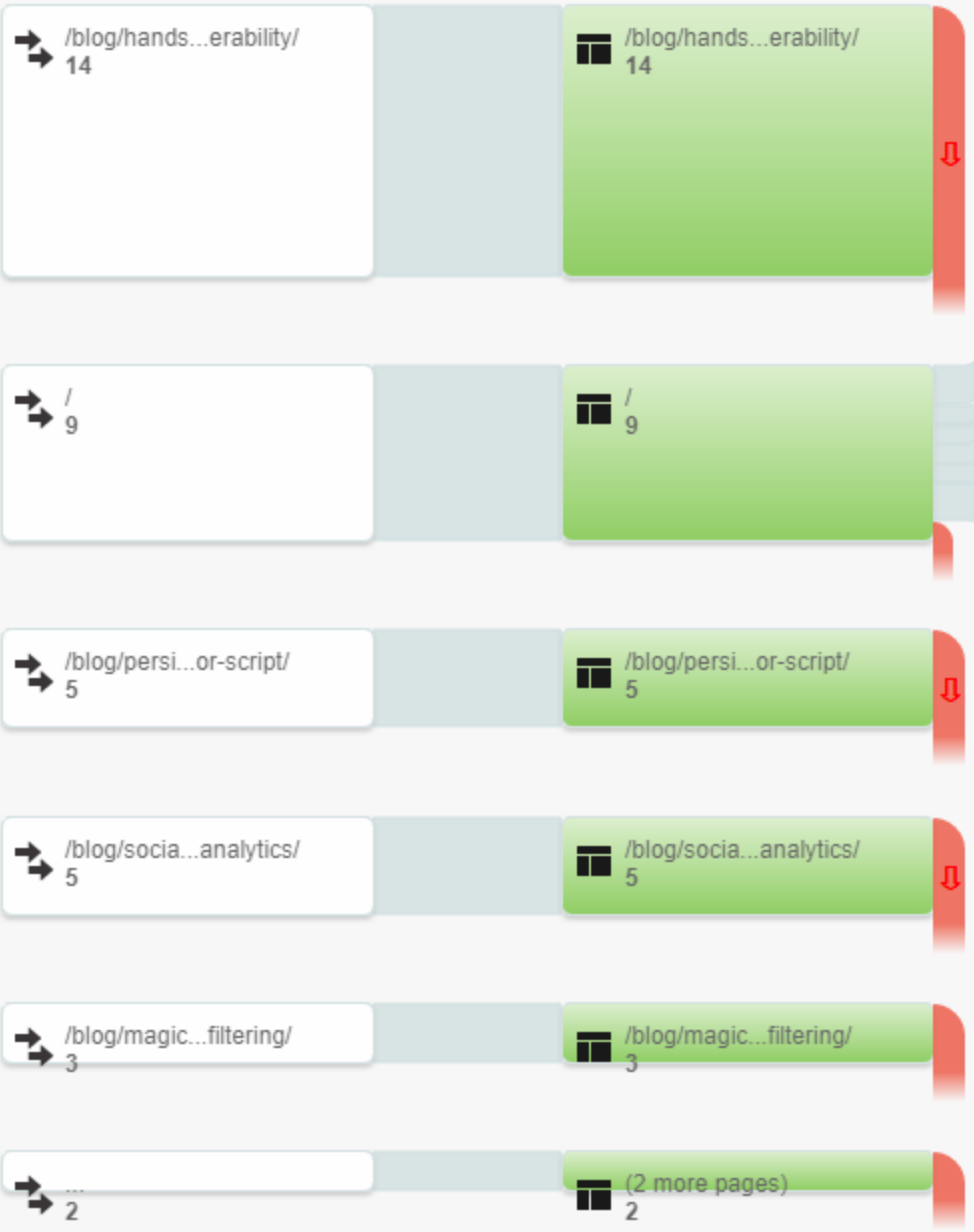 /blog/hands...erability/
14
/blog/hands...erability/
14
/
9
/
9
/blog/persi...or-script/
5
/blog/persi...or-script/
5
/blog/socia...analytics/
5
/blog/socia...analytics/
5
/blog/magic...filtering/
3
/blog/magic...filtering/
3
...
2
(2 more pages)
2